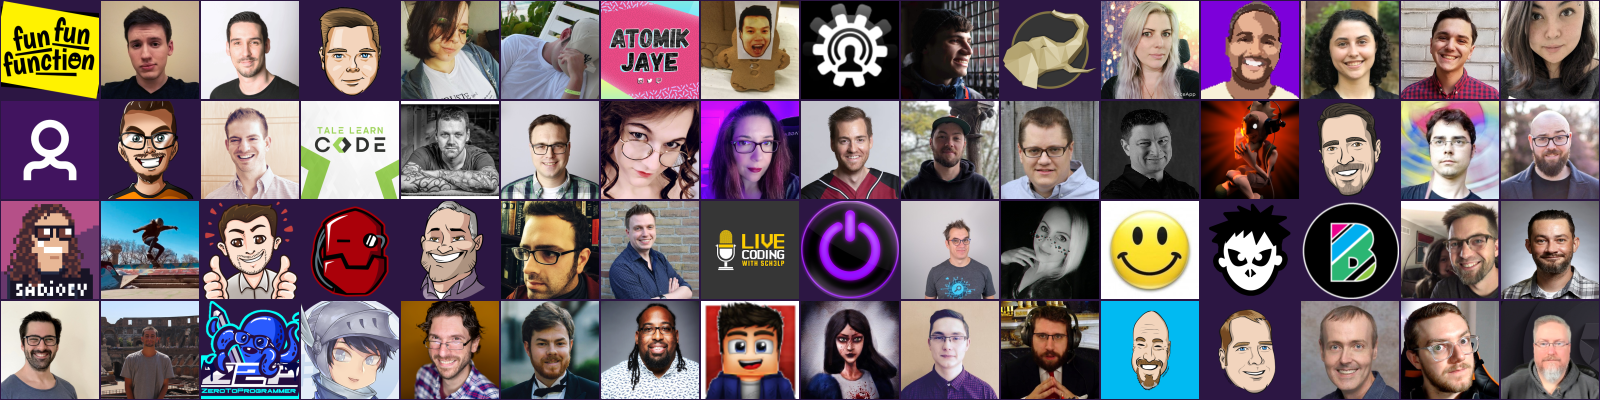 fun fun
function
ATOMIK
JAYE
TALE LEARN
CODE
SADJOEY
LIVE
CODING
WITH SCH3LP
B
ZEROTOPROGRAMMER